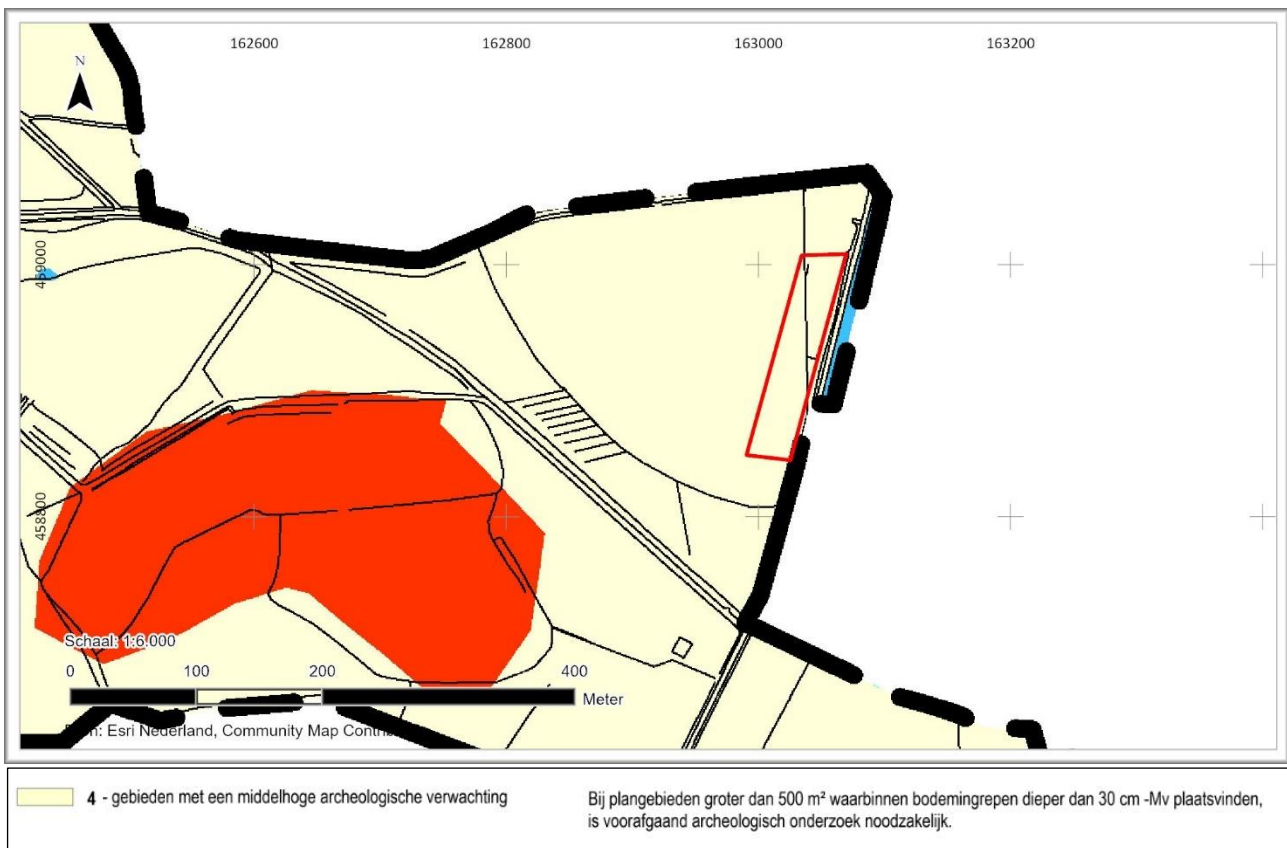 162600 162800 163000 163200
N
459000
458800
Schaal: 1:6.000
0 100 200 400
Meter
n: Esri Nederland, Community Map Contrib
4 - gebieden met een middelhoge archeologische verwachting
Bij plangebieden groter dan 500 m² waarbinnen bodemingrepen dieper dan 30 cm -Mv plaatsvinden,
is voorafgaand archeologisch onderzoek noodzakelijk.